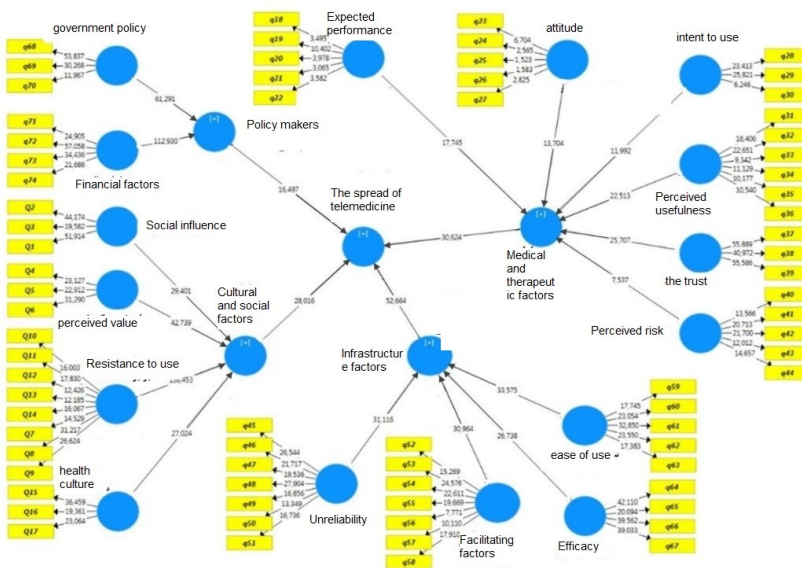 government policy
q68
q69
q70
53,837
30,268
11,967
61,291
q71
q72
q73
q74
24,905
57,058
34,436
21,686
112,930
Financial factors
[+]
Policy makers
16,497
Expected
performance
q18
q19
q20
q21
q22
3,495
10,402
3,978
3,065
3,582
17,745
attitude
q23
q24
q25
q26
q27
6,704
2,565
1,523
1,583
2,825
13,704
intent to use
q28
q29
q30
23,413
25,821
6,246
11,992
q31
q32
q33
q34
q35
q36
18,406
22,651
9,342
11,129
10,177
10,540
Perceived
usefulness
22,513
q37
q38
q39
55,889
40,972
55,586
the trust
25,707
q40
q41
q42
q43
q44
13,566
20,713
21,700
12,012
14,657
Perceived risk
7,537
[+]
Medical
and
therapeut
ic factors
30,624
The spread of
telemedicine
[+]
Q2
Q3
Q1
44,174
19,582
51,914
Social influence
29,401
Q4
Q5
Q6
23,127
22,912
31,290
perceived value
42,739
Cultural
and social
factors
[+]
28,016
Q10
Q11
Q12
Q13
Q14
Q7
Q8
Q9
16,003
17,830
12,426
12,185
16,067
14,529
31,217
26,624
Resistance to use
health
culture
Q15
Q16
Q17
36,459
19,361
23,064
27,024
Infrastructur
e factors
[+]
52,664
q45
q46
q47
q48
q49
q50
q51
26,544
21,717
19,536
27,904
16,856
13,349
16,736
Unreliability
31,116
q52
q53
q54
q55
q56
q57
q58
15,269
24,576
22,611
19,669
7,771
10,110
17,910
Facilitating
factors
30,964
q59
q60
q61
q62
q63
17,745
23,054
32,850
23,550
17,383
ease of use
33,575
q64
q65
q66
q67
42,110
20,094
39,562
39,033
Efficacy
26,738